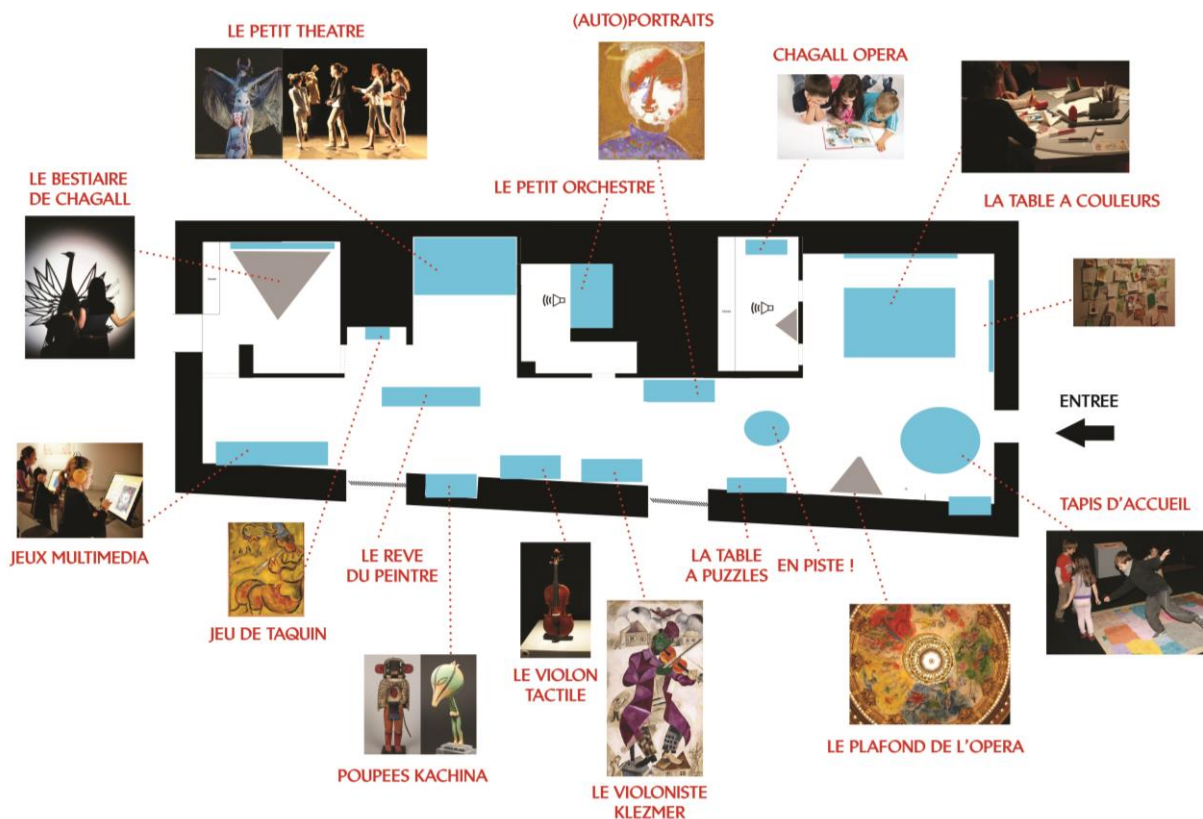 (AUTO)PORTRAITS
LE PETIT THEATRE
CHAGALL OPERA
LE BESTIAIRE
DE CHAGALL
LE PETIT ORCHESTRE
LA TABLE A COULEURS
ENTREE
TAPIS D'ACCUEIL
JEUX MULTIMEDIA
LE REVE
DU PEINTRE
LA TABLE
A PUZZLES
EN PISTE !
JEU DE TAQUIN
LE VIOLON
TACTILE
POUPEES KACHINA
LE PLAFOND DE L'OPERA
LE VIOLONISTE
KLEZMER